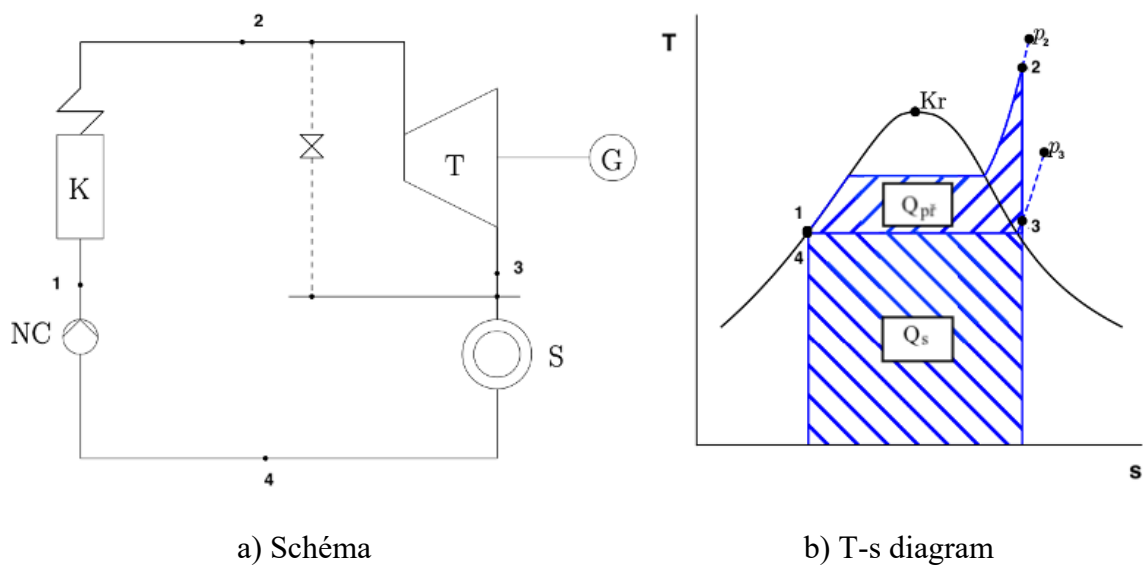 2
K
T
G
1
3
NC
S
4
a) Schéma
T
p₂
2
Kr
p₃
Qpř
1
3
4
Qs
s
b) T-s diagram